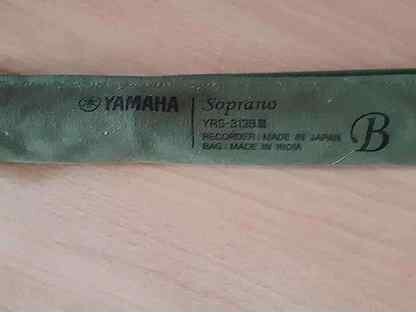 YAMAHA
Soprano
YRS-312BⅢ
RECORDER: MADE IN JAPAN
BAG: MADE IN INDIA
B